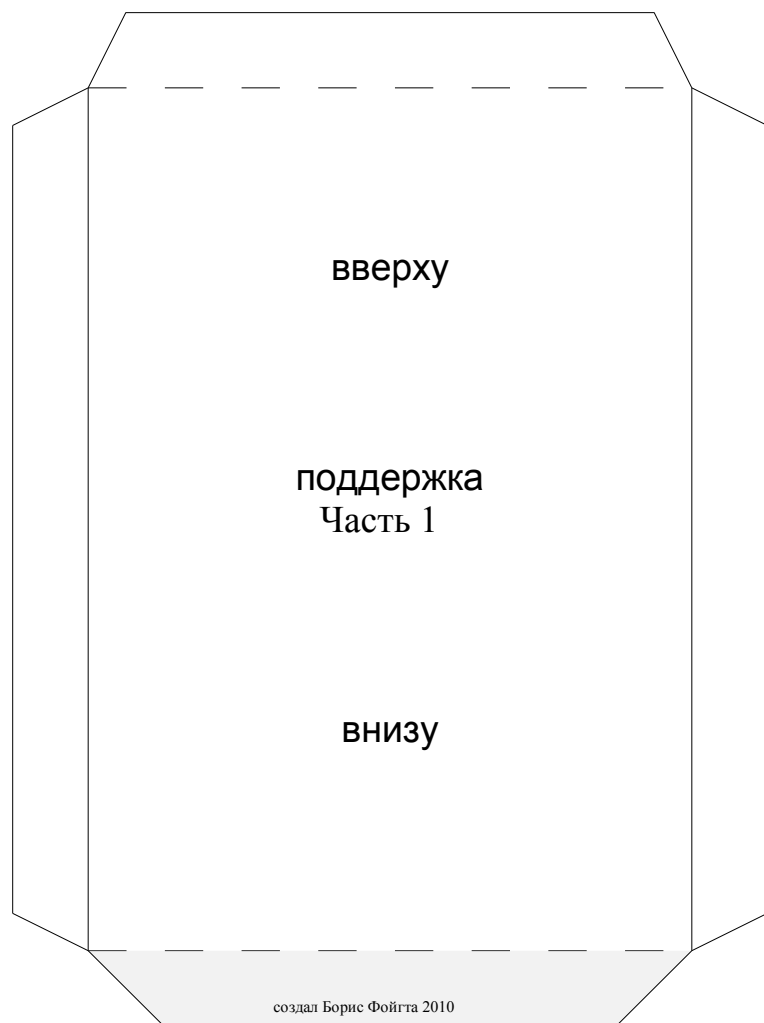 вверху
поддержка
Часть 1
внизу
создал Борис Фойгта 2010